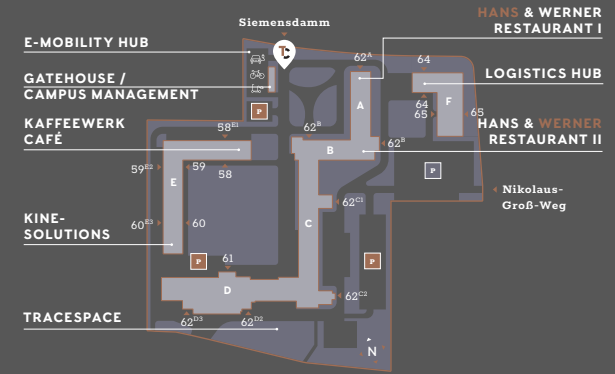 Siemensdamm
HANS & WERNER
RESTAURANT I
E-MOBILITY HUB
TC
62A
64
GATEHOUSE /
CAMPUS MANAGEMENT
LOGISTICS HUB
A
F
P
64
65
65
KAFFEEWERK
CAFÉ
58E1
62B
B
62B
HANS & WERNER
RESTAURANT II
59E2
59
58
P
E
Nikolaus-
Groß-Weg
62C1
KINE-
SOLUTIONS
60E3
60
C
P
61
P
D
62C2
TRACESPACE
62D3
62D2
N